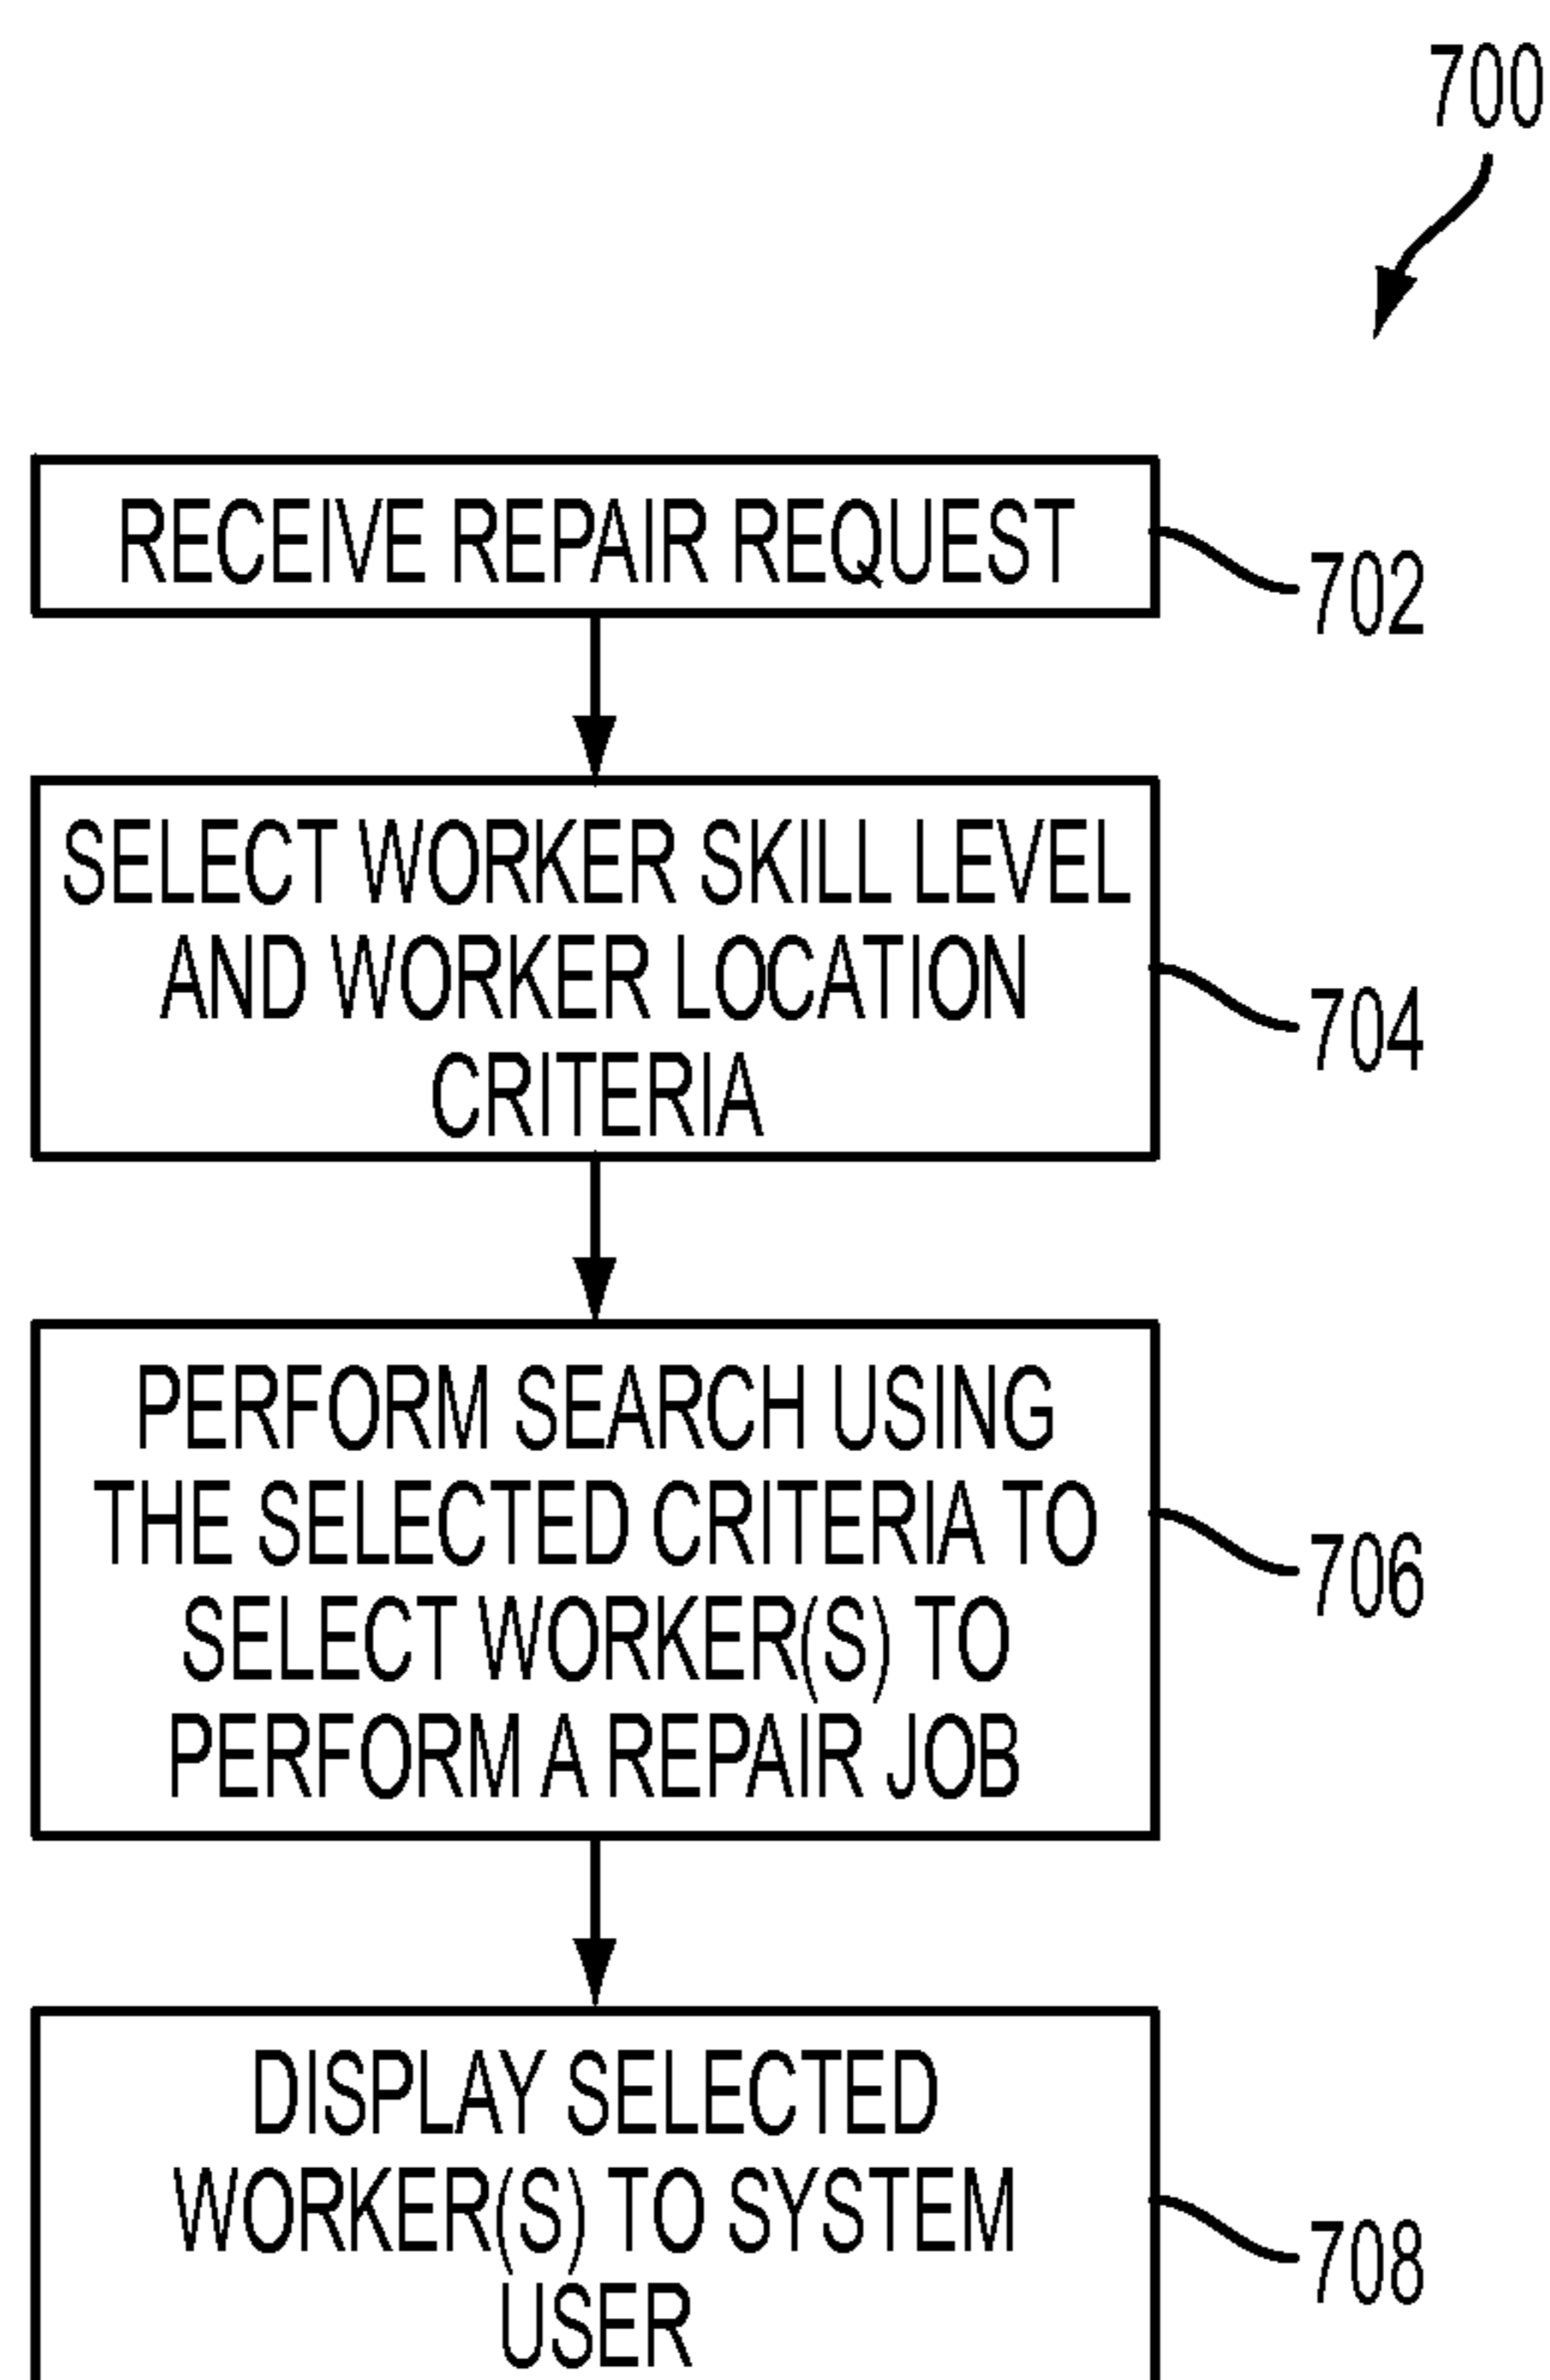 700
RECEIVE REPAIR REQUEST
702
SELECT WORKER SKILL LEVEL
AND WORKER LOCATION
CRITERIA
704
PERFORM SEARCH USING
THE SELECTED CRITERIA TO
SELECT WORKER(S) TO
PERFORM A REPAIR JOB
706
DISPLAY SELECTED
WORKER(S) TO SYSTEM
USER
708